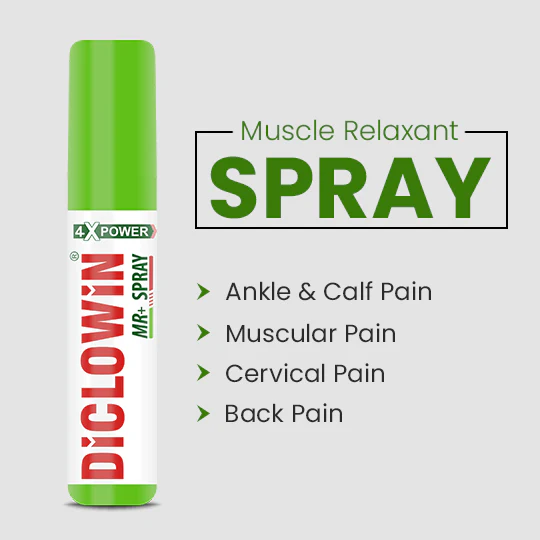 Muscle Relaxant
SPRAY
4X POWER
DiCLOWiN®
MR+ SPRAY
Ankle & Calf Pain
Muscular Pain
Cervical Pain
Back Pain